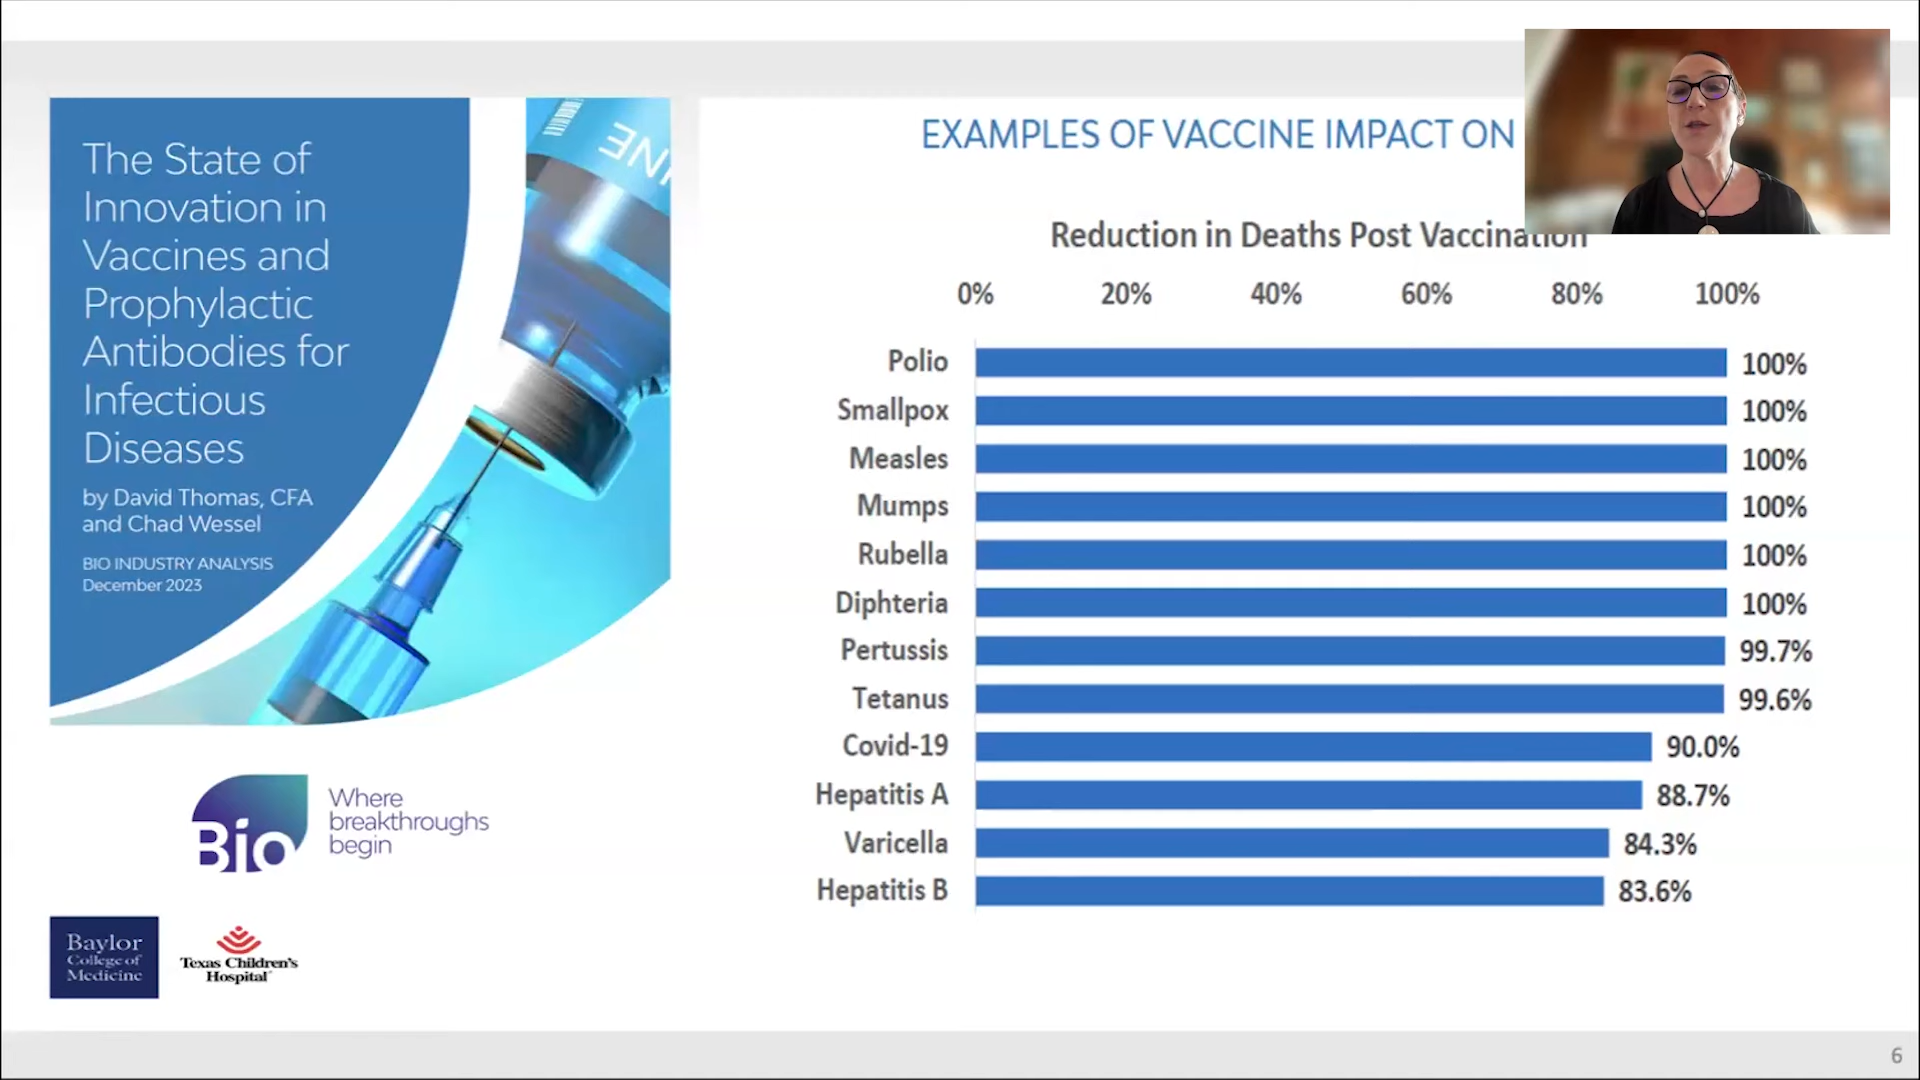 The State of
Innovation in
Vaccines and
Prophylactic
Antibodies for
Infectious
Diseases
by David Thomas, CFA
and Chad Wessel
BIO INDUSTRY ANALYSIS
December 2023
Bio
Where
breakthroughs
begin
Baylor
College of
Medicine
Texas Children's
Hospital
EXAMPLES OF VACCINE IMPACT ON
Reduction in Deaths Post Vaccination
0% 20% 40% 60% 80% 100%
Polio 100%
Smallpox 100%
Measles 100%
Mumps 100%
Rubella 100%
Diphteria 100%
Pertussis 99.7%
Tetanus 99.6%
Covid-19 90.0%
Hepatitis A 88.7%
Varicella 84.3%
Hepatitis B 83.6%
6